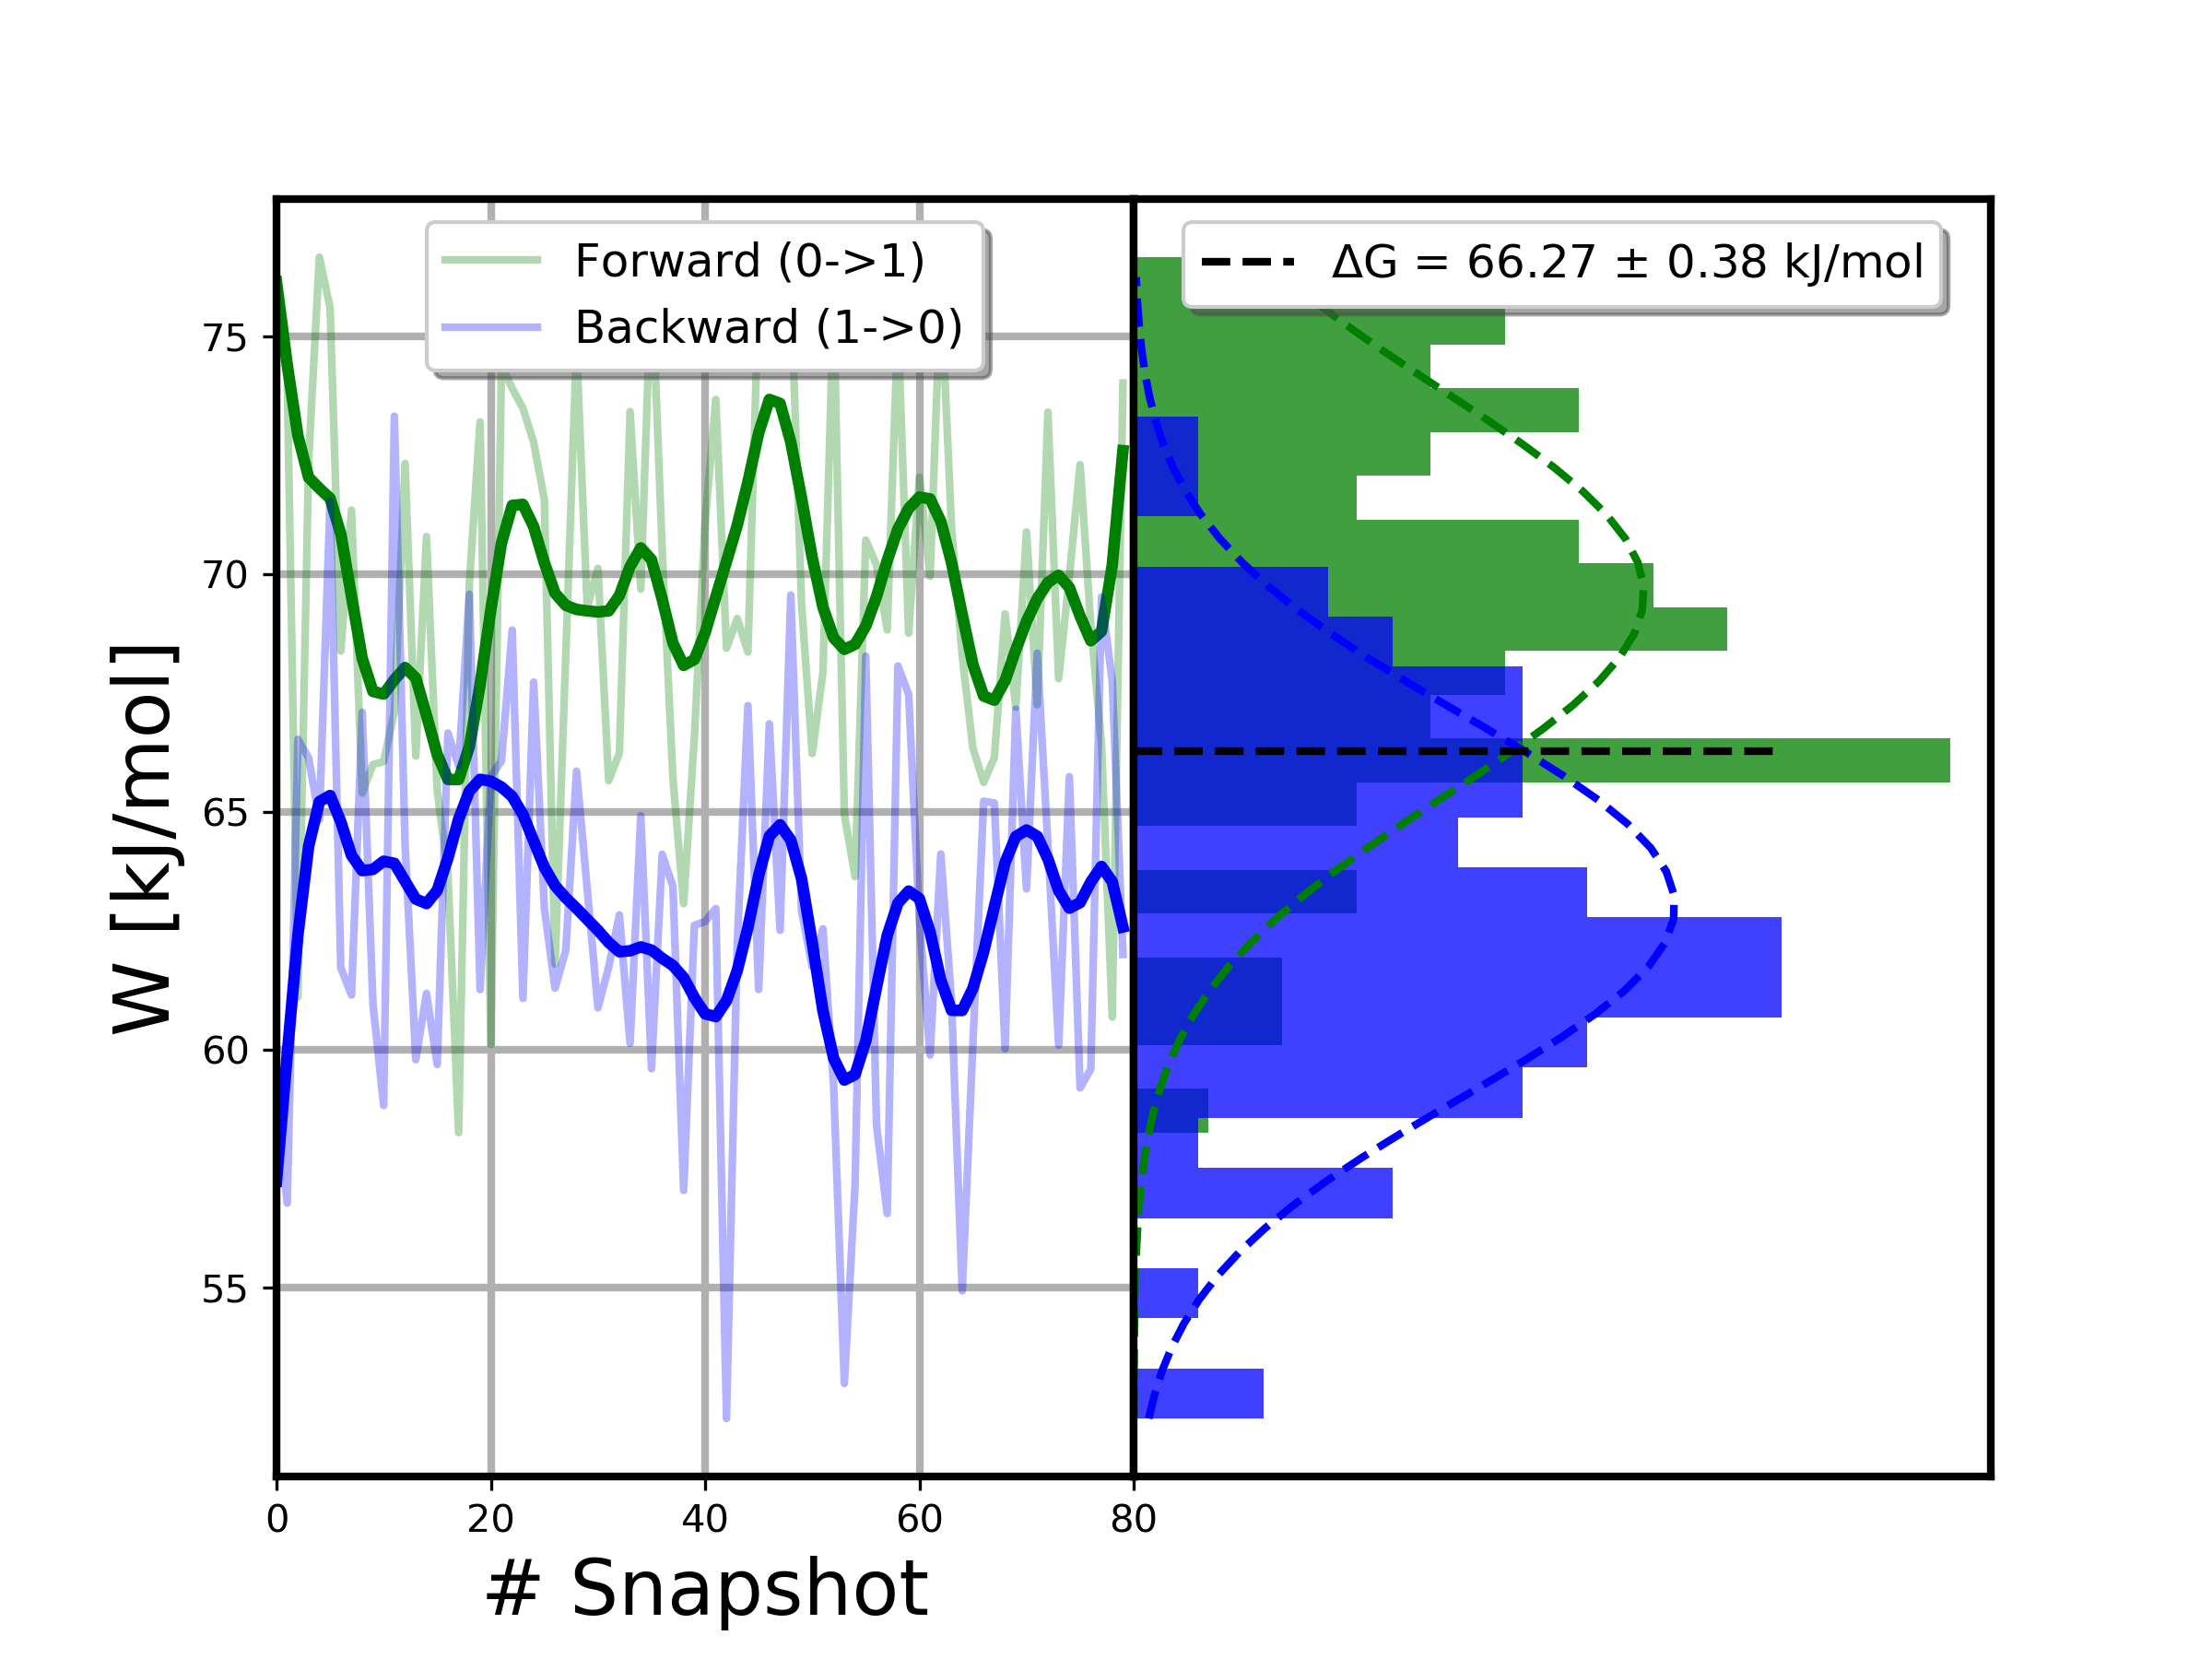 Forward (0->1)
Backward (1->0)
ΔG = 66.27 ± 0.38 kJ/mol
75
70
65
60
55
W [kJ/mol]
0 20 40 60 80
# Snapshot